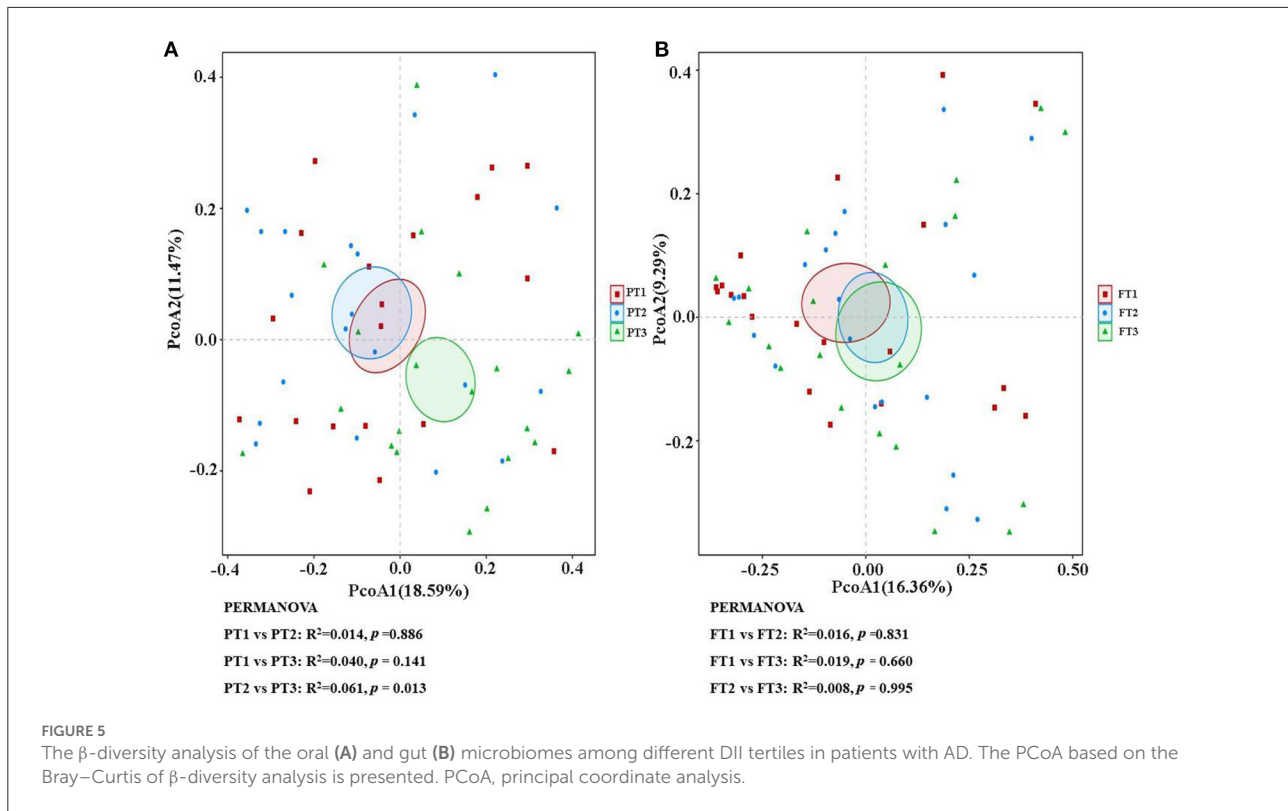 A
B
0.4
0.2
0.0
-0.2
PcoA2(11.47%)
-0.4
-0.2
0.0
0.2
0.4
PcoA1(18.59%)
PT1
PT2
PT3
0.4
0.2
0.0
-0.2
PcoA2(9.29%)
-0.25
0.00
0.25
0.50
PcoA1(16.36%)
FT1
FT2
FT3
PERMANOVA
PT1 vs PT2: R²=0.014, p =0.886
PT1 vs PT3: R²=0.040, p = 0.141
PT2 vs PT3: R²=0.061, p = 0.013
PERMANOVA
FT1 vs FT2: R²=0.016, p =0.831
FT1 vs FT3: R²=0.019, p = 0.660
FT2 vs FT3: R²=0.008, p = 0.995
FIGURE 5
The β-diversity analysis of the oral (A) and gut (B) microbiomes among different DII tertiles in patients with AD. The PCoA based on the
Bray–Curtis of β-diversity analysis is presented. PCoA, principal coordinate analysis.